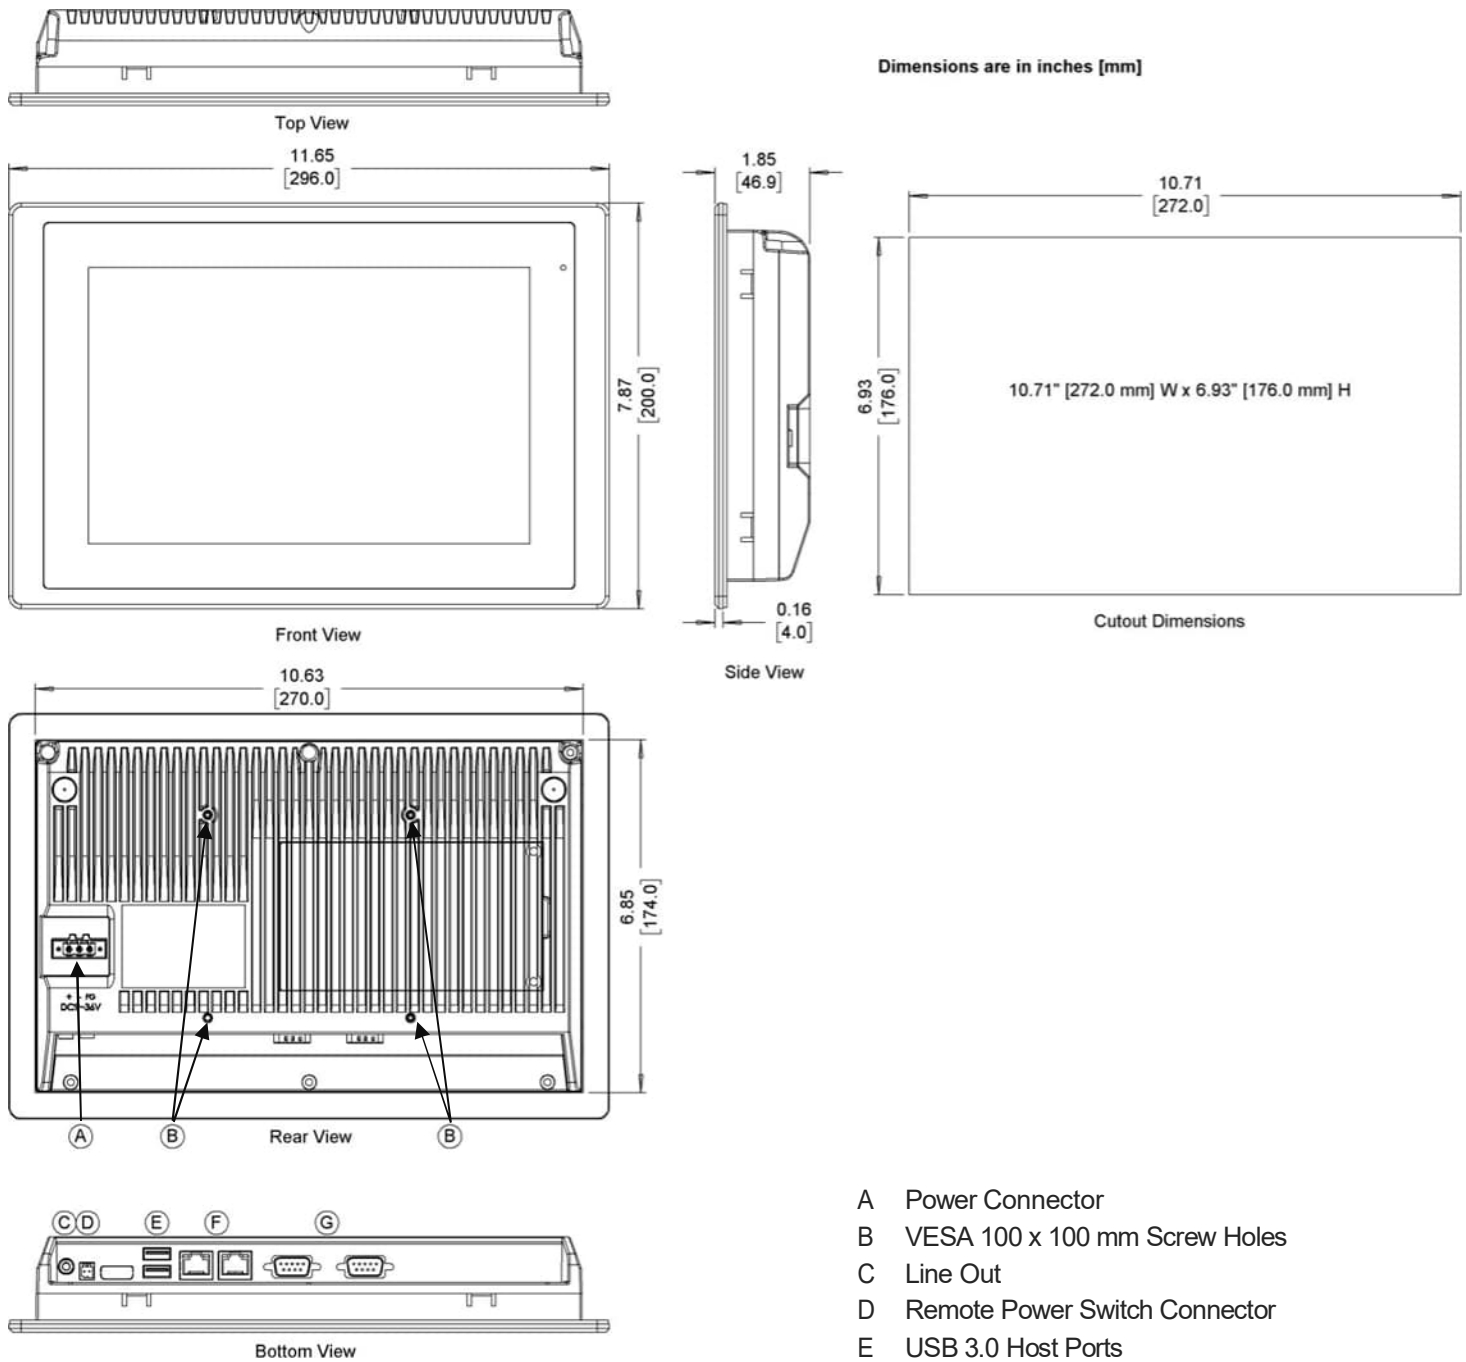 Dimensions are in inches [mm]
Top View
11.65
[296.0]
1.85
[46.9]
10.71
[272.0]
7.87
[200.0]
6.93
[176.0]
10.71" [272.0 mm] W x 6.93" [176.0 mm] H
0.16
[4.0]
Front View
Side View
Cutout Dimensions
10.63
[270.0]
6.85
[174.0]
+ - FG
DC9~36V
A
B
Rear View
B
C
D
E
F
G
Bottom View
A Power Connector
B VESA 100 x 100 mm Screw Holes
C Line Out
D Remote Power Switch Connector
E USB 3.0 Host Ports